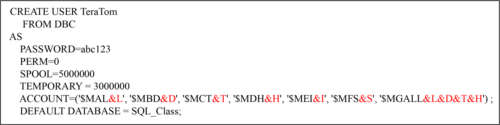 CREATE USER TeraTom
FROM DBC
AS
PASSWORD=abc123
PERM=0
SPOOL=5000000
TEMPORARY = 3000000
ACCOUNT=('$MAL&L', '$MBD&D', '$MCT&T', '$MDH&H', '$MEI&I', '$MFS&S', '$MGALL&L&D&T&H') ;
DEFAULT DATABASE = SQL_Class;